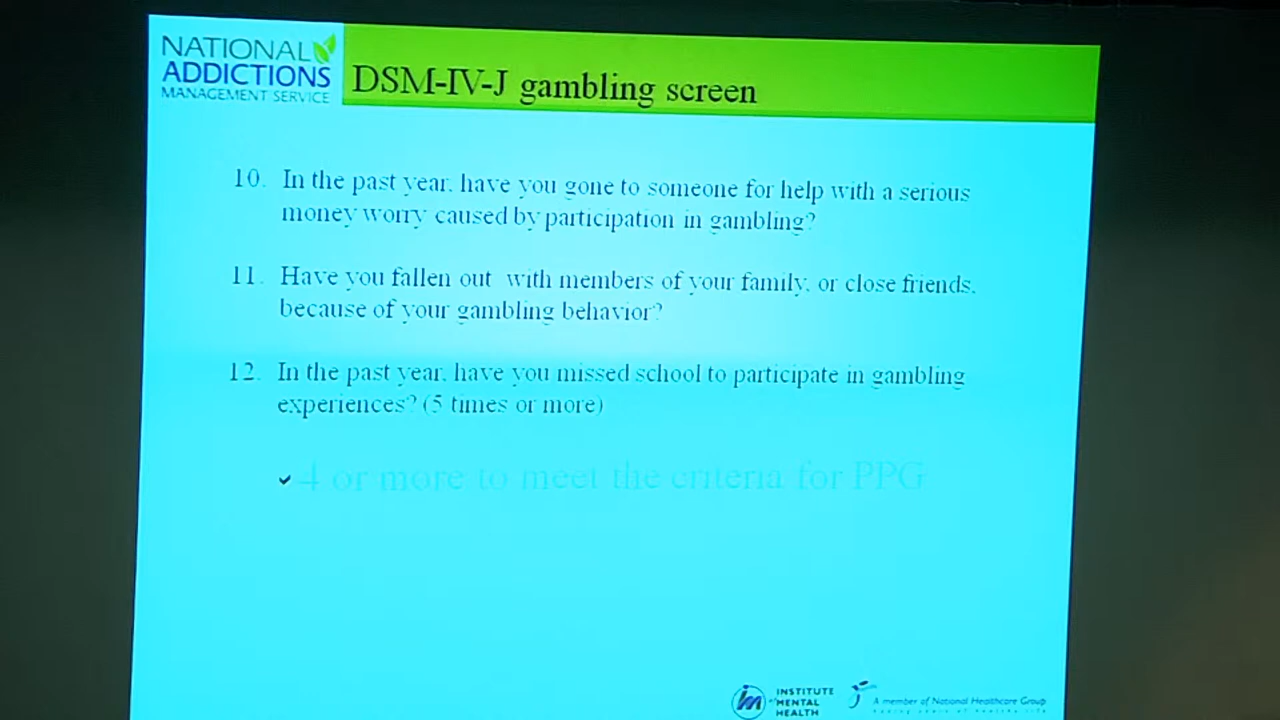 NATIONAL
ADDICTIONS
MANAGEMENT SERVICE
DSM-IV-J gambling screen
10. In the past year, have you gone to someone for help with a serious
money worry caused by participation in gambling?
11. Have you fallen out with members of your family, or close friends,
because of your gambling behavior?
12. In the past year, have you missed school to participate in gambling
experiences? (5 times or more)
4 or more to meet the criteria for PPG
INSTITUTE
of MENTAL
HEALTH
A member of National Healthcare Group